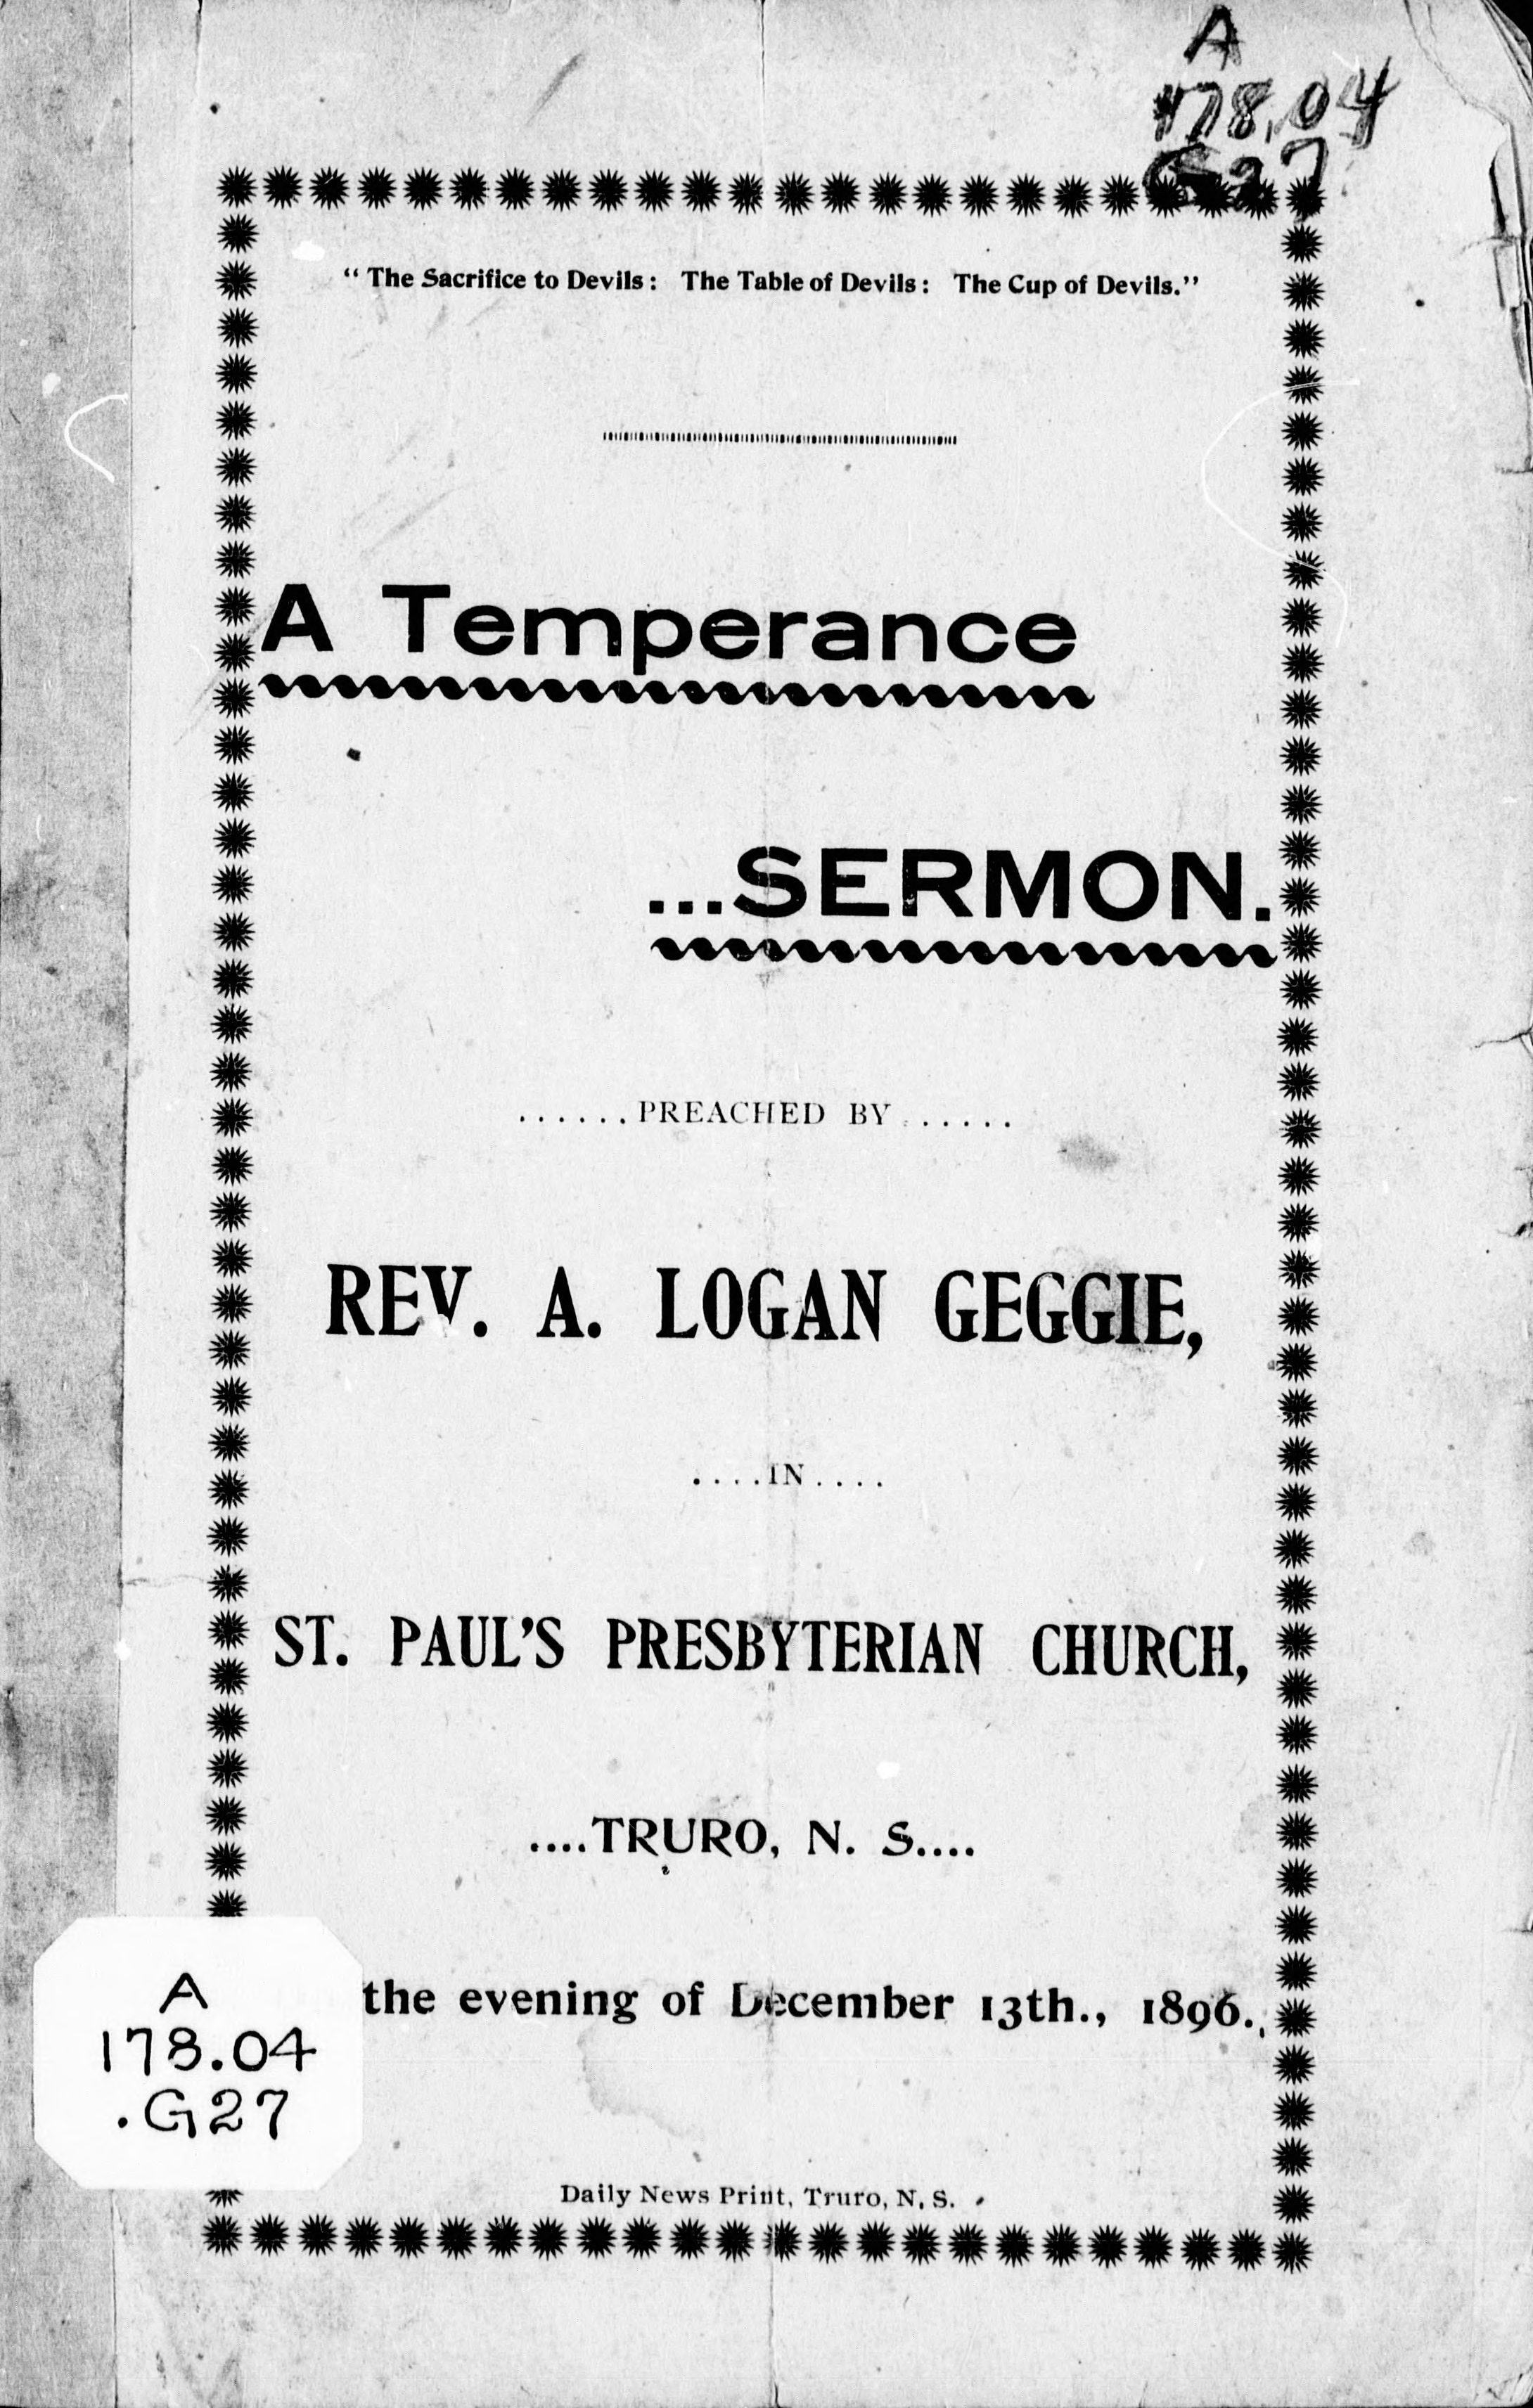 A
178.04
G27
“ The Sacrifice to Devils : The Table of Devils : The Cup of Devils.”
A Temperance
...SERMON.
......PREACHED BY......
REV. A. LOGAN GEGGIE,
....IN....
ST. PAUL'S PRESBYTERIAN CHURCH,
....TRURO, N. S....
the evening of December 13th., 1896.
A
178.04
.G27
Daily News Print, Truro, N. S.